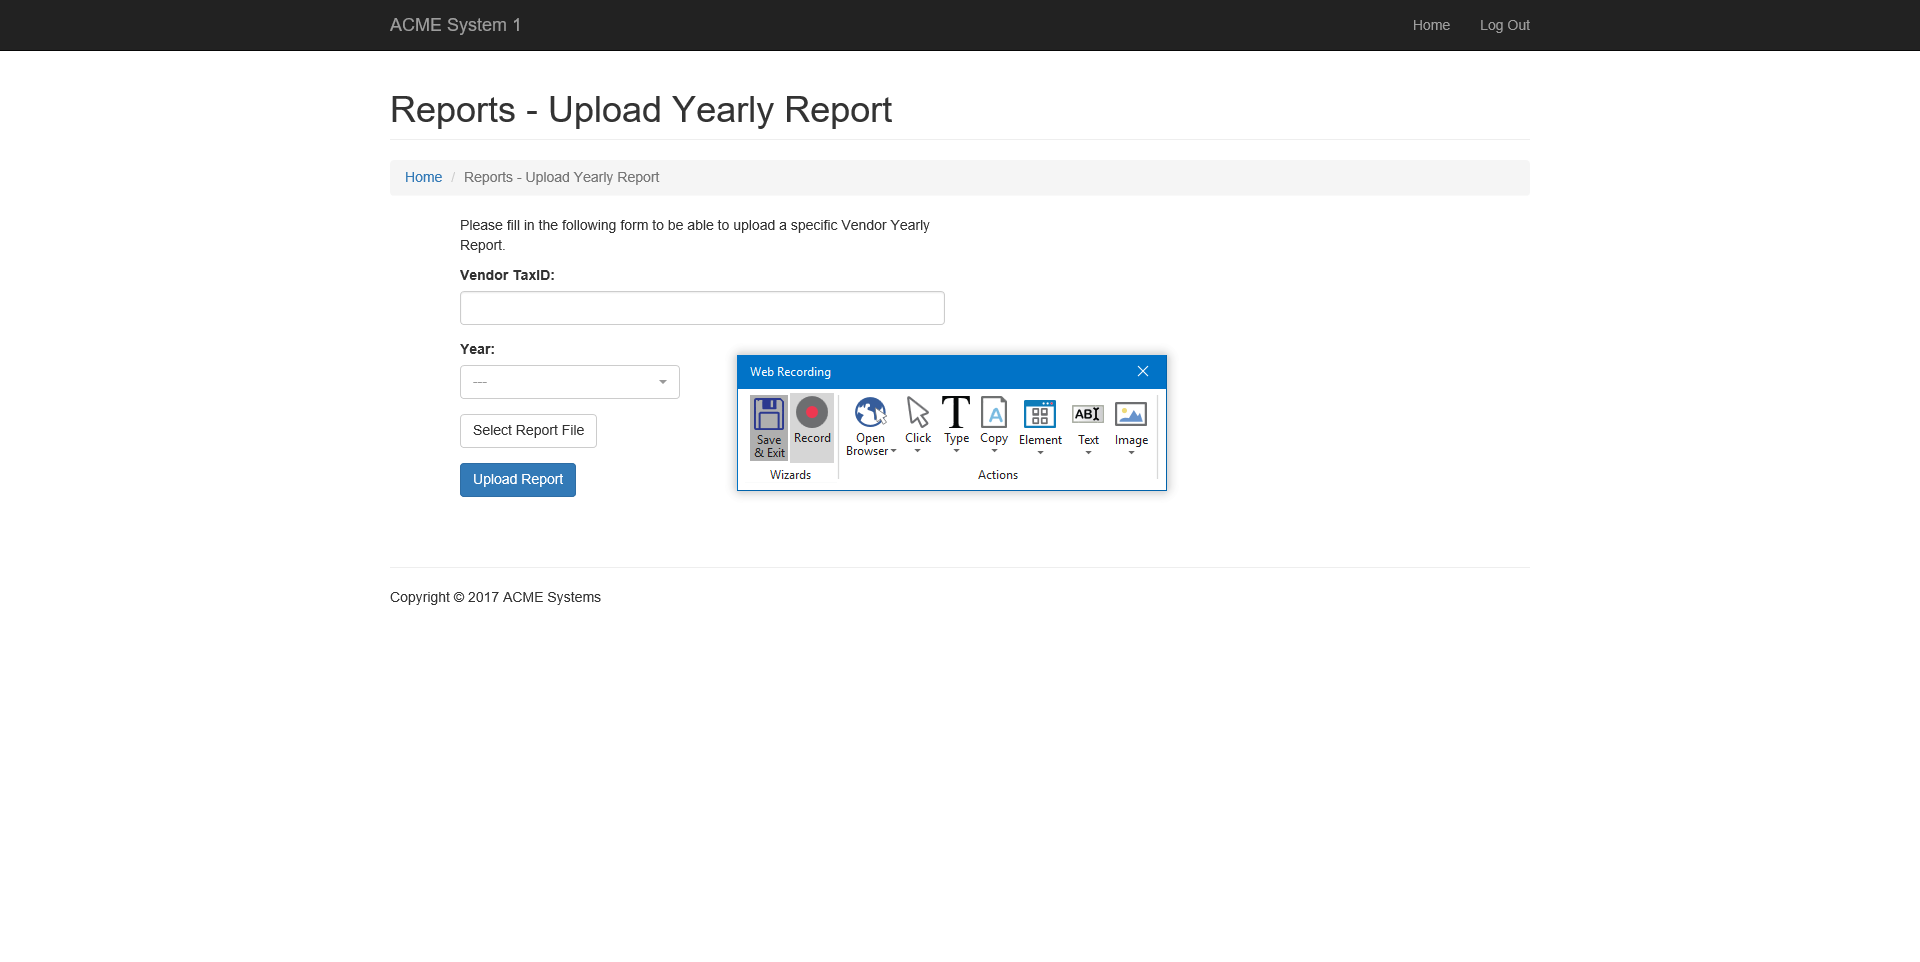 ACME System 1
Home
Log Out
Reports - Upload Yearly Report
Home / Reports - Upload Yearly Report
Please fill in the following form to be able to upload a specific Vendor Yearly
Report.
Vendor TaxID:
Year:
---
Select Report File
Upload Report
Web Recording
Save
& Exit
Record
Open
Browser
Click
Type
Copy
Element
Text
Image
Wizards
Actions
Copyright © 2017 ACME Systems